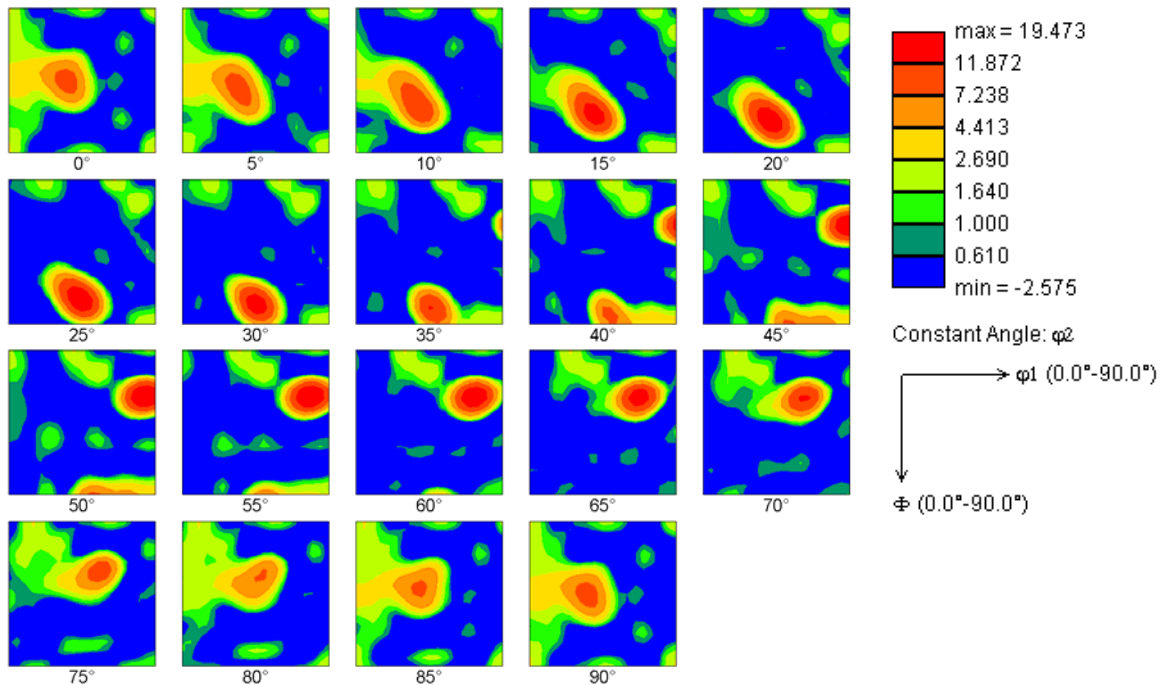 max = 19.473
11.872
7.238
4.413
2.690
1.640
1.000
0.610
min = -2.575
0° 5° 10° 15° 20°
25° 30° 35° 40° 45°
Constant Angle: φ2
φ1 (0.0°-90.0°)
50° 55° 60° 65° 70°
Φ (0.0°-90.0°)
75° 80° 85° 90°